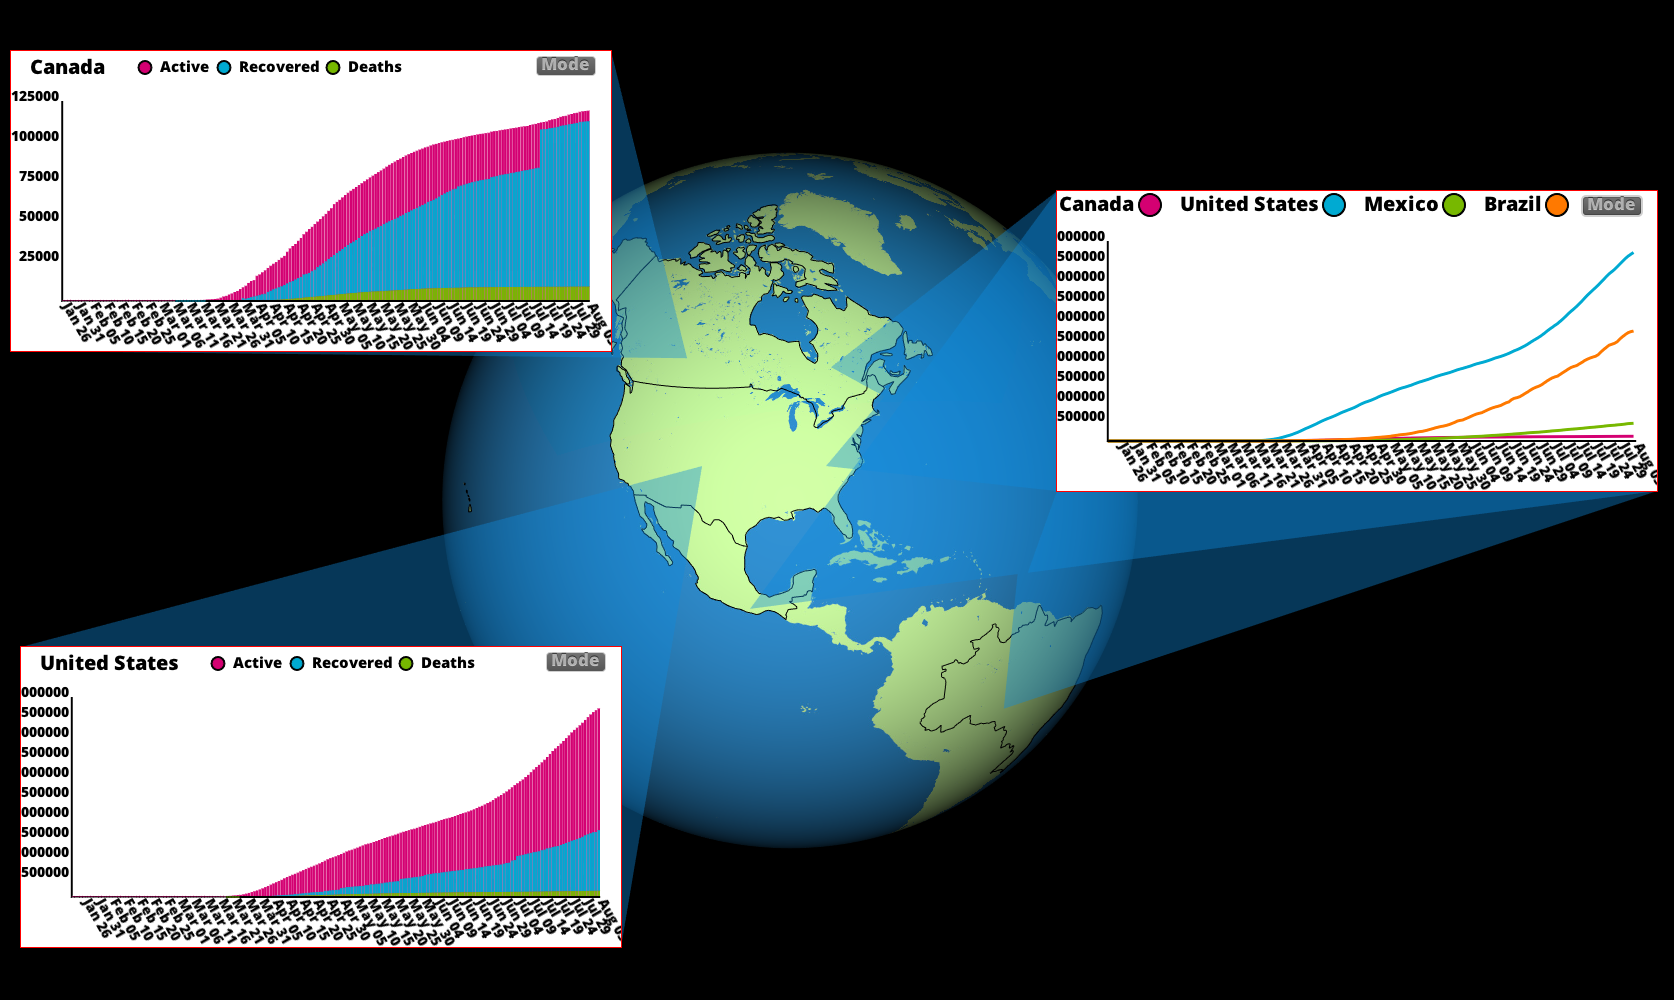 Canada
Active
Recovered
Deaths
Mode
125000
100000
75000
50000
25000
Jan 26
Jan 31
Feb 05
Feb 10
Feb 15
Feb 20
Feb 25
Mar 01
Mar 06
Mar 11
Mar 16
Mar 21
Mar 26
Mar 31
Apr 05
Apr 10
Apr 15
Apr 20
Apr 25
Apr 30
May 05
May 10
May 15
May 20
May 25
May 30
Jun 04
Jun 09
Jun 14
Jun 19
Jun 24
Jun 29
Jul 04
Jul 09
Jul 14
Jul 19
Jul 24
Jul 29
Aug 03
Canada
United States
Mexico
Brazil
Mode
000000
500000
000000
500000
000000
500000
000000
500000
000000
500000
Jan 26
Jan 31
Feb 05
Feb 10
Feb 15
Feb 20
Feb 25
Mar 01
Mar 06
Mar 11
Mar 16
Mar 21
Mar 26
Mar 31
Apr 05
Apr 10
Apr 15
Apr 20
Apr 25
Apr 30
May 05
May 10
May 15
May 20
May 25
May 30
Jun 04
Jun 09
Jun 14
Jun 19
Jun 24
Jun 29
Jul 04
Jul 09
Jul 14
Jul 19
Jul 24
Jul 29
Aug 03
United States
Active
Recovered
Deaths
Mode
000000
500000
000000
500000
000000
500000
000000
500000
000000
500000
Jan 26
Jan 31
Feb 05
Feb 10
Feb 15
Feb 20
Feb 25
Mar 01
Mar 06
Mar 11
Mar 16
Mar 21
Mar 26
Mar 31
Apr 05
Apr 10
Apr 15
Apr 20
Apr 25
Apr 30
May 05
May 10
May 15
May 20
May 25
May 30
Jun 04
Jun 09
Jun 14
Jun 19
Jun 24
Jun 29
Jul 04
Jul 09
Jul 14
Jul 19
Jul 24
Jul 29
Aug 03